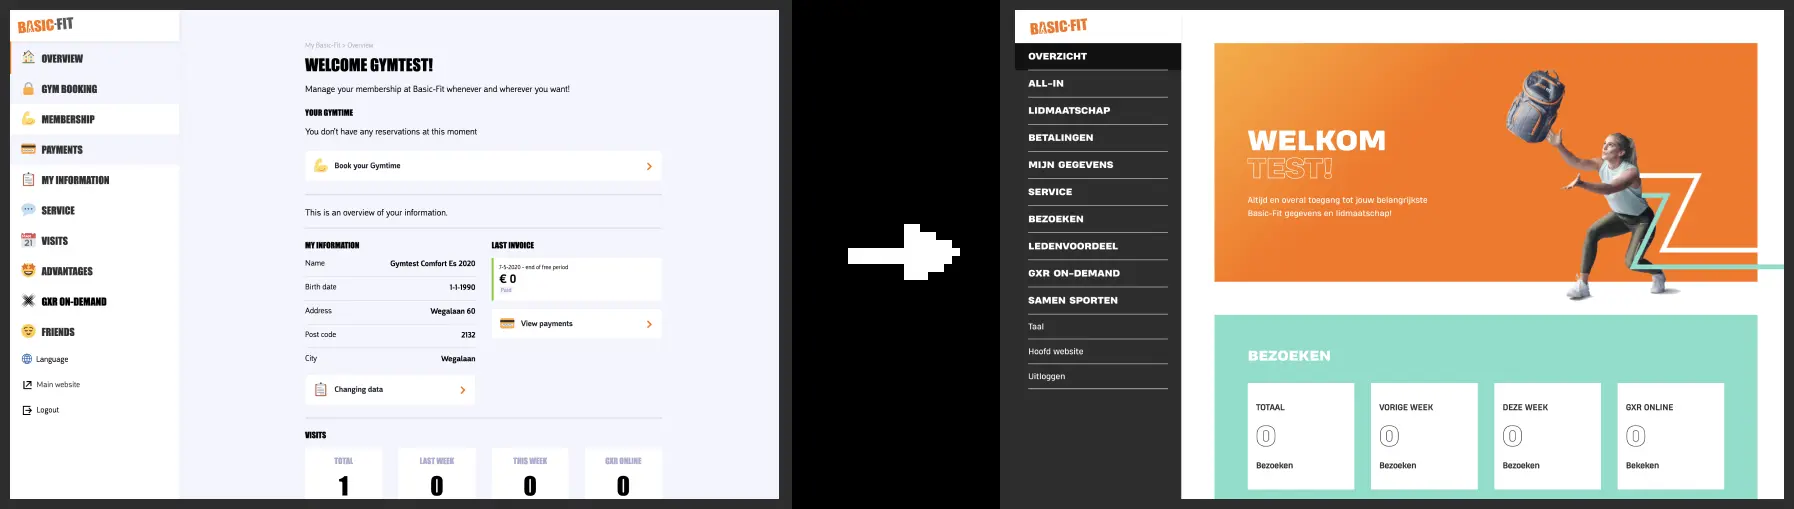 BASIC-FIT
OVERVIEW
GYM BOOKING
MEMBERSHIP
PAYMENTS
MY INFORMATION
SERVICE
VISITS
21
ADVANTAGES
GXR ON-DEMAND
FRIENDS
Language
Main website
Logout
My Basic-Fit > Overview
WELCOME GYMTEST!
Manage your membership at Basic-Fit whenever and wherever you want!
YOUR GYMTIME
You don't have any reservations at this moment
Book your Gymtime
This is an overview of your information.
MY INFORMATION
Name Gymtest Comfort Es 2020
Birth date 1-1-1990
Address Wegalaan 60
Post code 2132
City Wegalaan
Changing data
LAST INVOICE
7-5-2020 - end of free period
€ 0
Paid
View payments
VISITS
TOTAL
1
LAST WEEK
0
THIS WEEK
0
GXR ONLINE
0
BASIC-FIT
OVERZICHT
ALL-IN
LIDMAATSCHAP
BETALINGEN
MIJN GEGEVENS
SERVICE
BEZOEKEN
LEDENVOORDEEL
GXR ON-DEMAND
SAMEN SPORTEN
Taal
Hoofd website
Uitloggen
WELKOM
TEST!
Altijd en overal toegang tot jouw belangrijkste
Basic-Fit gegevens en lidmaatschap!
BEZOEKEN
TOTAAL
0
Bezoeken
VORIGE WEEK
0
Bezoeken
DEZE WEEK
0
Bezoeken
GXR ONLINE
0
Bekeken